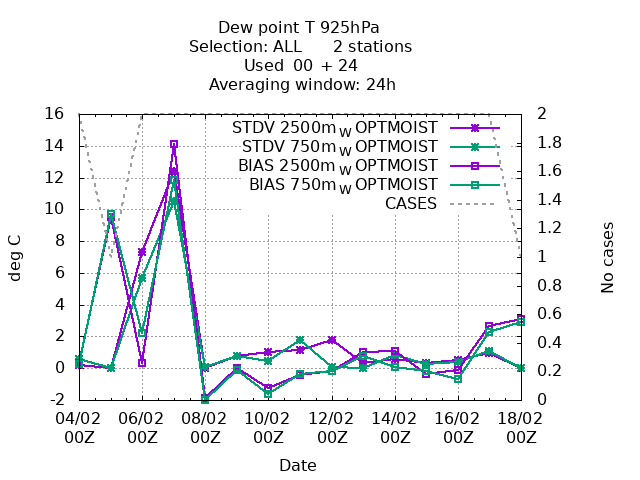 Dew point T 925hPa
Selection: ALL 2 stations
Used 00 + 24
Averaging window: 24h
STDV 2500m W OPTMOIST
STDV 750m W OPTMOIST
BIAS 2500m W OPTMOIST
BIAS 750m W OPTMOIST
CASES
16
14
12
10
8
6
4
2
0
-2
deg C
2
1.8
1.6
1.4
1.2
1
0.8
0.6
0.4
0.2
0
No cases
04/02 06/02 08/02 10/02 12/02 14/02 16/02 18/02
00Z 00Z 00Z 00Z 00Z 00Z 00Z 00Z
Date